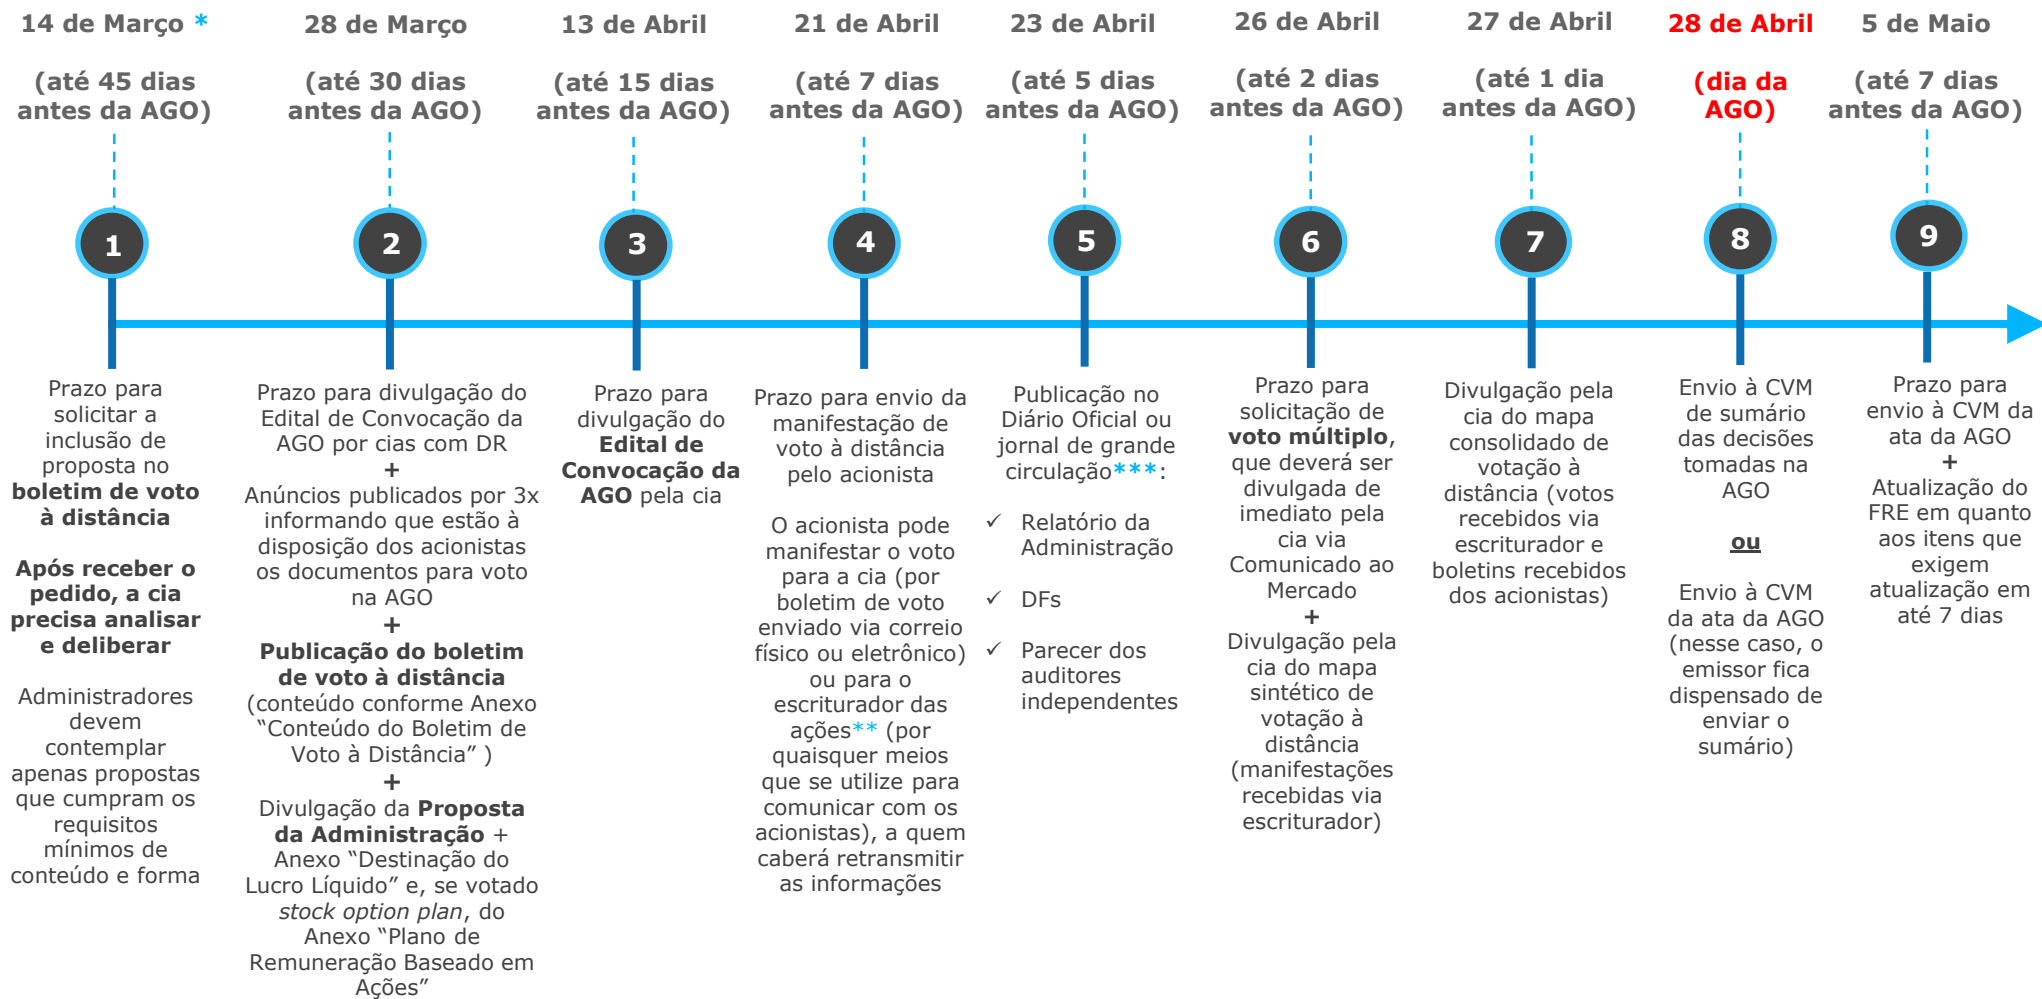 14 de Março *
(até 45 dias
antes da AGO)
1
Prazo para
solicitar a
inclusão de
proposta no
boletim de voto
à distância
Após receber o
pedido, a cia
precisa analisar
e deliberar
Administradores
devem
contemplar
apenas propostas
que cumpram os
requisitos
mínimos de
conteúdo e forma
28 de Março
(até 30 dias
antes da AGO)
2
Prazo para divulgação do
Edital de Convocação da
AGO por cias com DR
+
Anúncios publicados por 3x
informando que estão à
disposição dos acionistas
os documentos para voto
na AGO
+
Publicação do boletim
de voto à distância
(conteúdo conforme Anexo
“Conteúdo do Boletim de
Voto à Distância” )
+
Divulgação da Proposta
da Administração +
Anexo “Destinação do
Lucro Líquido” e, se votado
stock option plan, do
Anexo “Plano de
Remuneração Baseado em
Ações”
13 de Abril
(até 15 dias
antes da AGO)
3
Prazo para
divulgação do
Edital de
Convocação da
AGO pela cia
21 de Abril
(até 7 dias
antes da AGO)
4
Prazo para envio da
manifestação de
voto à distância
pelo acionista
O acionista pode
manifestar o voto
para a cia (por
boletim de voto
enviado via correio
físico ou eletrônico)
ou para o
escriturador das
ações** (por
quaisquer meios
que se utilize para
comunicar com os
acionistas), a quem
caberá retransmitir
as informações
23 de Abril
(até 5 dias
antes da AGO)
5
Publicação no
Diário Oficial ou
jornal de grande
circulação***:
✓ Relatório da
Administração
✓ DFs
✓ Parecer dos
auditores
independentes
26 de Abril
(até 2 dias
antes da AGO)
6
Prazo para
solicitação de
voto múltiplo,
que deverá ser
divulgada de
imediato pela
cia via
Comunicado ao
Mercado
+
Divulgação pela
cia do mapa
sintético de
votação à
distância
(manifestações
recebidas via
escriturador)
27 de Abril
(até 1 dia
antes da AGO)
7
Divulgação pela
cia do mapa
consolidado de
votação à
distância (votos
recebidos via
escriturador e
boletins recebidos
dos acionistas)
28 de Abril
(dia da
AGO)
8
Envio à CVM
de sumário
das decisões
tomadas na
AGO
ou
Envio à CVM
da ata da AGO
(nesse caso, o
emissor fica
dispensado de
enviar o
sumário)
5 de Maio
(até 7 dias
antes da AGO)
9
Prazo para
envio à CVM da
ata da AGO
+
Atualização do
FRE em quanto
aos itens que
exigem
atualização em
até 7 dias